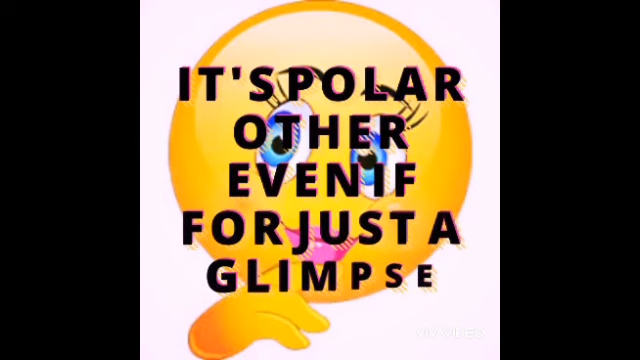 IT'S POLAR
OTHER
EVEN IF
FOR JUST A
GLIMPSE